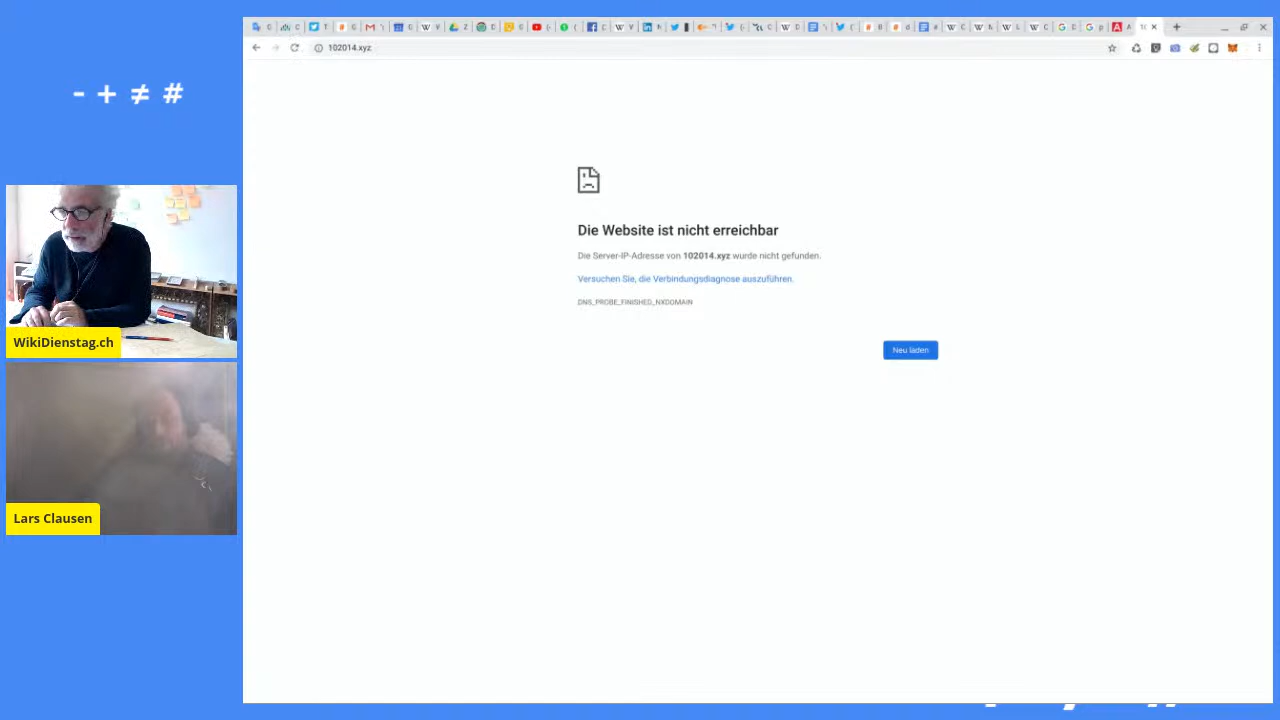 102014.xyz
- + ≠ #
Die Website ist nicht erreichbar
Die Server-IP-Adresse von 102014.xyz wurde nicht gefunden.
Versuchen Sie, die Verbindungsdiagnose auszuführen.
DNS_PROBE_FINISHED_NXDOMAIN
WikiDienstag.ch
Neu laden
Lars Clausen